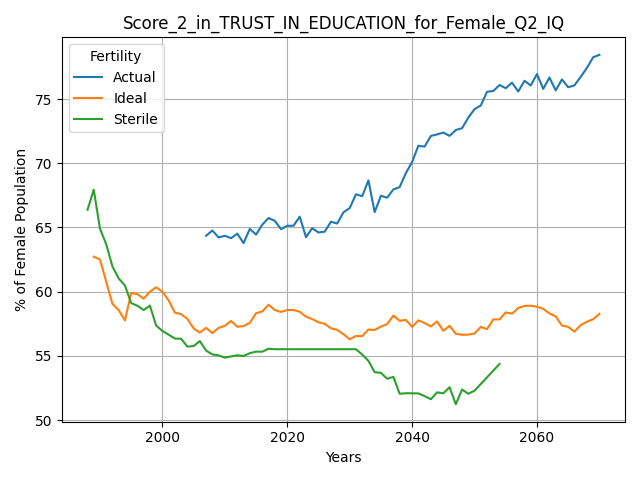 Score_2_in_TRUST_IN_EDUCATION_for_Female_Q2_IQ
Fertility
Actual
Ideal
Sterile
% of Female Population
75
70
65
60
55
50
2000
2020
2040
2060
Years